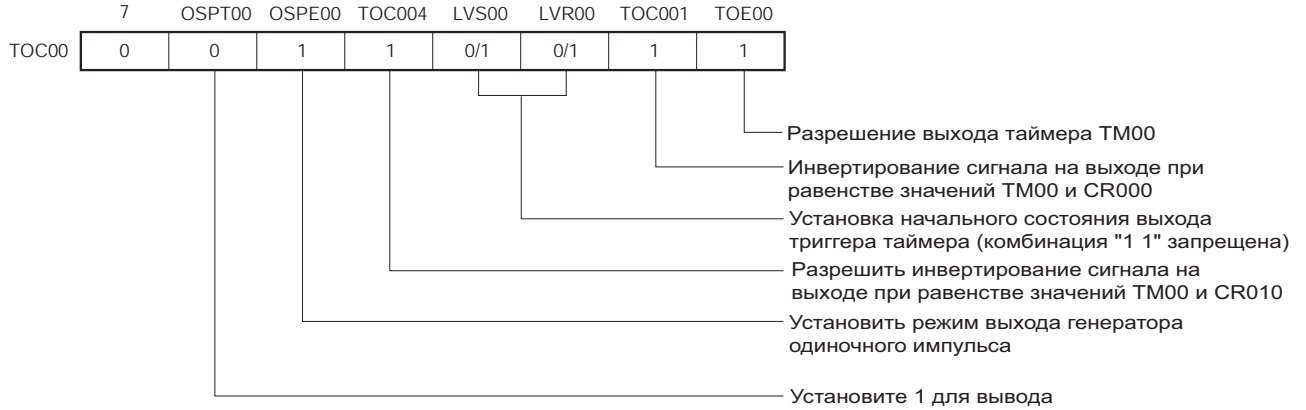 7 OSPT00 OSPE00 TOC004 LVS00 LVR00 TOC001 TOE00
TOC00 0 0 1 1 0/1 0/1 1 1
Разрешение выхода таймера TM00
Инвертирование сигнала на выходе при
равенстве значений TM00 и CR000
Установка начального состояния выхода
триггера таймера (комбинация "1 1" запрещена)
Разрешить инвертирование сигнала на
выходе при равенстве значений TM00 и CR010
Установить режим выхода генератора
одиночного импульса
Установите 1 для вывода